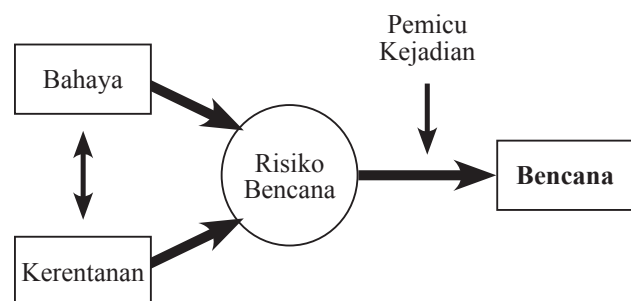 Pemicu
Kejadian
Bahaya
Risiko
Bencana
Bencana
Kerentanan